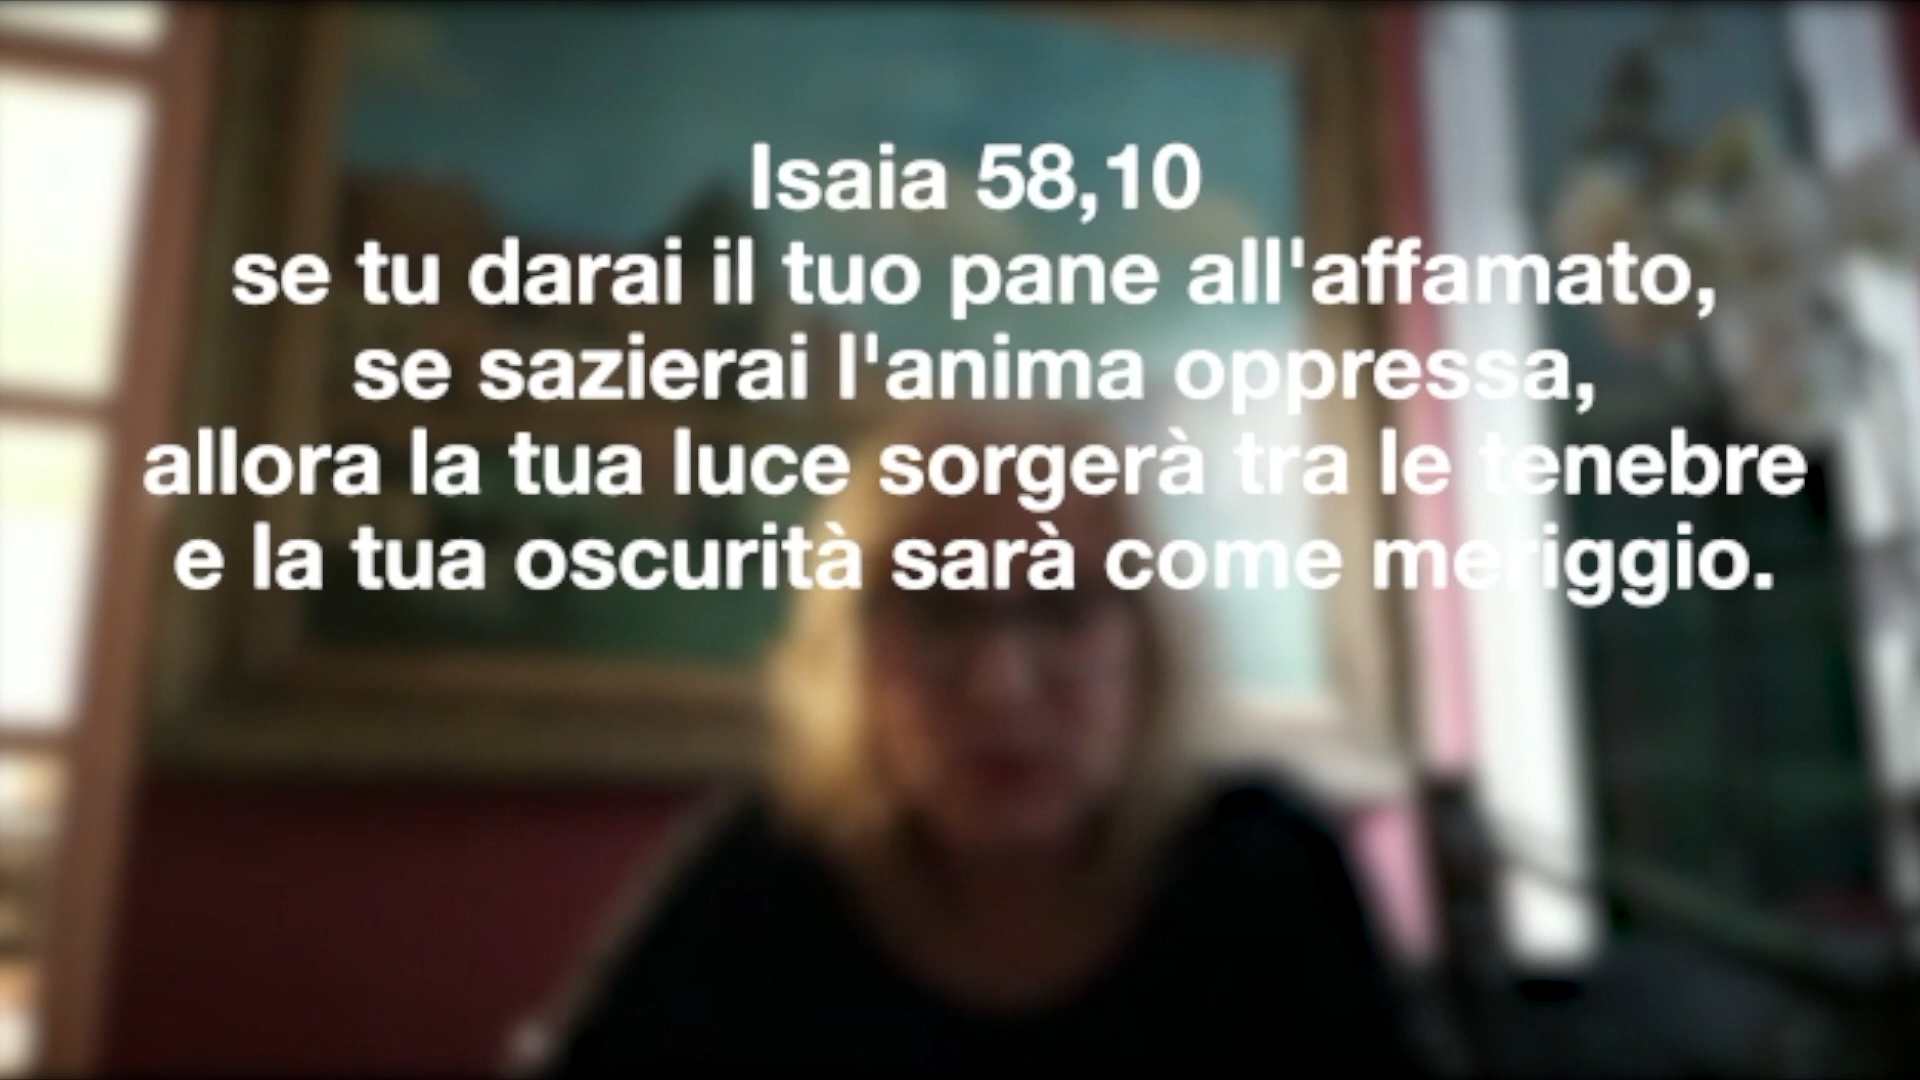 Isaia 58,10
se tu darai il tuo pane all'affamato,
se sazierai l'anima oppressa,
allora la tua luce sorgerà tra le tenebre
e la tua oscurità sarà come meriggio.